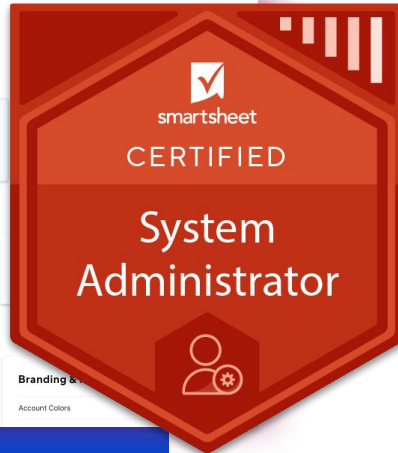 smartsheet
CERTIFIED
System
Administrator
Branding &
Account Colors